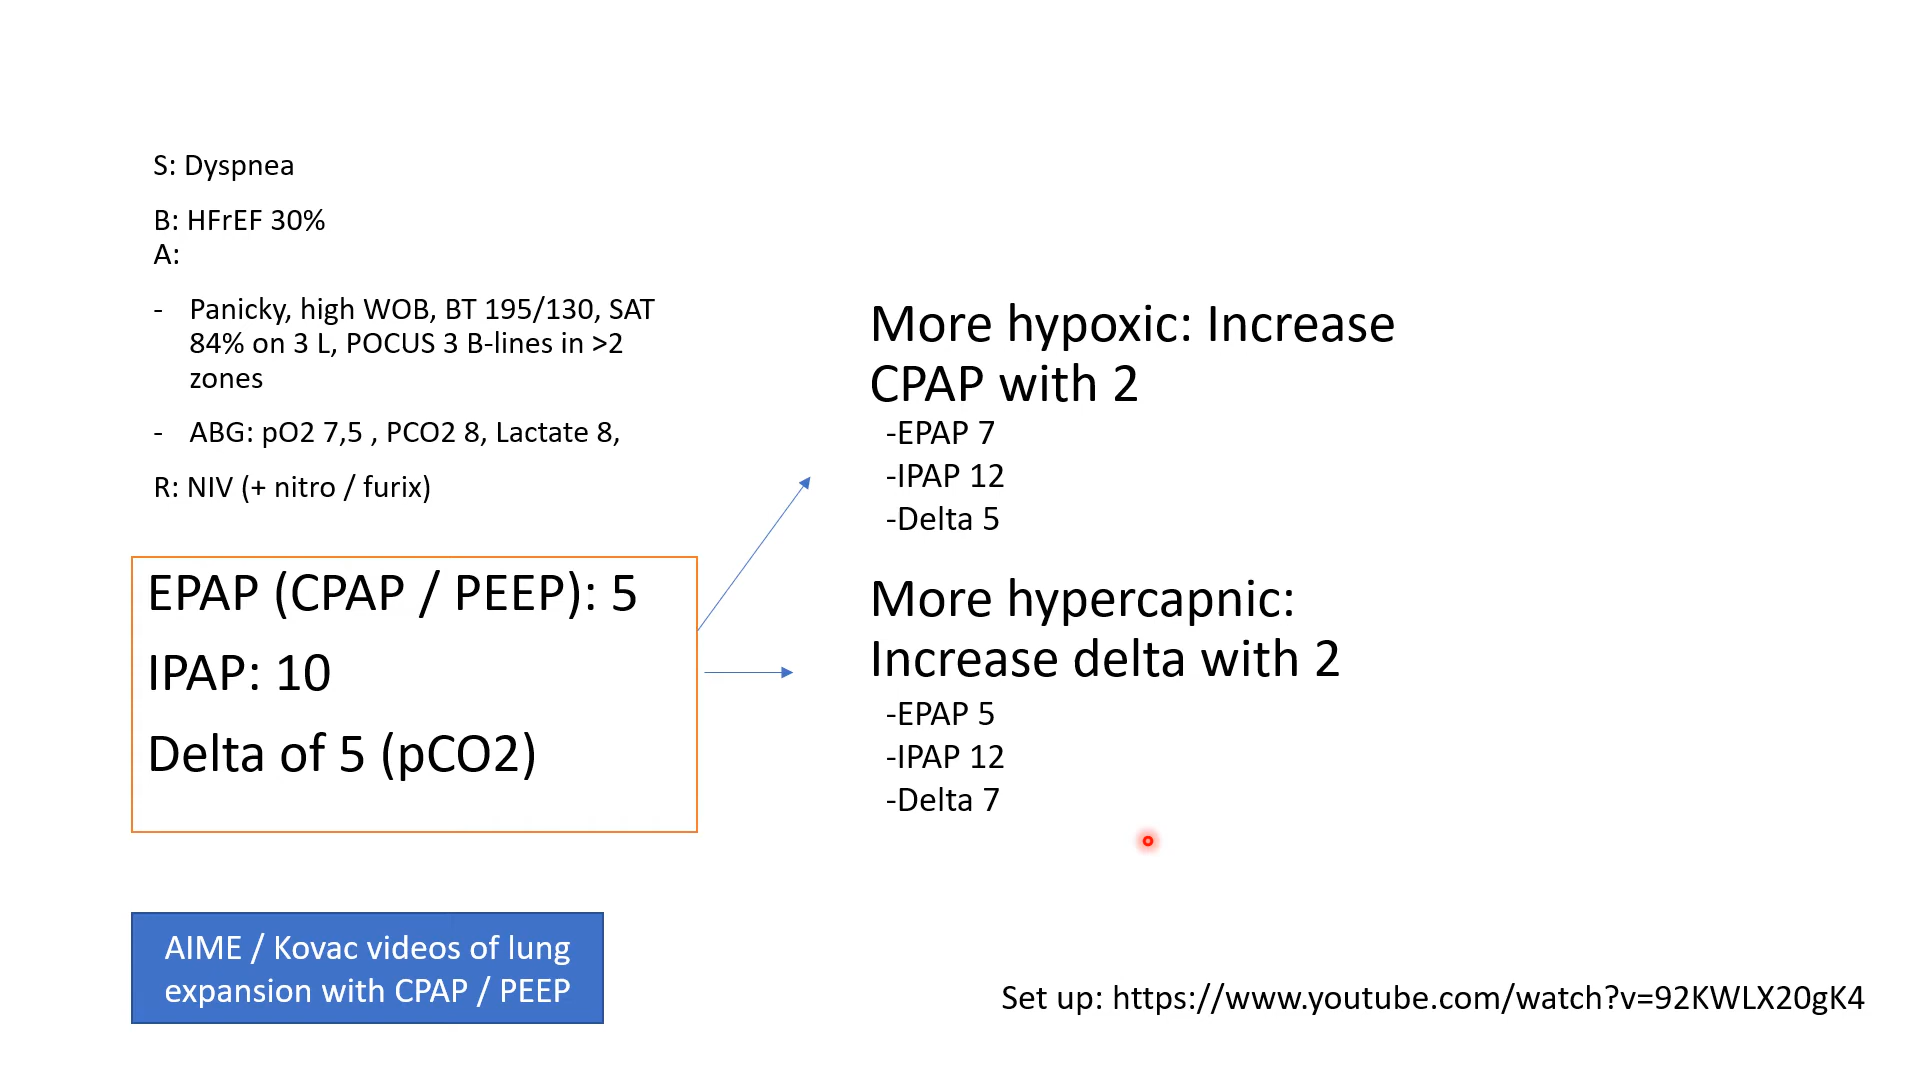 S: Dyspnea
B: HFrEF 30%
A:
- Panicky, high WOB, BT 195/130, SAT
84% on 3 L, POCUS 3 B-lines in >2
zones
- ABG: pO2 7,5 , PCO2 8, Lactate 8,
R: NIV (+ nitro / furix)
EPAP (CPAP / PEEP): 5
IPAP: 10
Delta of 5 (pCO2)
AIME / Kovac videos of lung
expansion with CPAP / PEEP
More hypoxic: Increase
CPAP with 2
-EPAP 7
-IPAP 12
-Delta 5
More hypercapnic:
Increase delta with 2
-EPAP 5
-IPAP 12
-Delta 7
Set up: https://www.youtube.com/watch?v=92KWLX20gK4